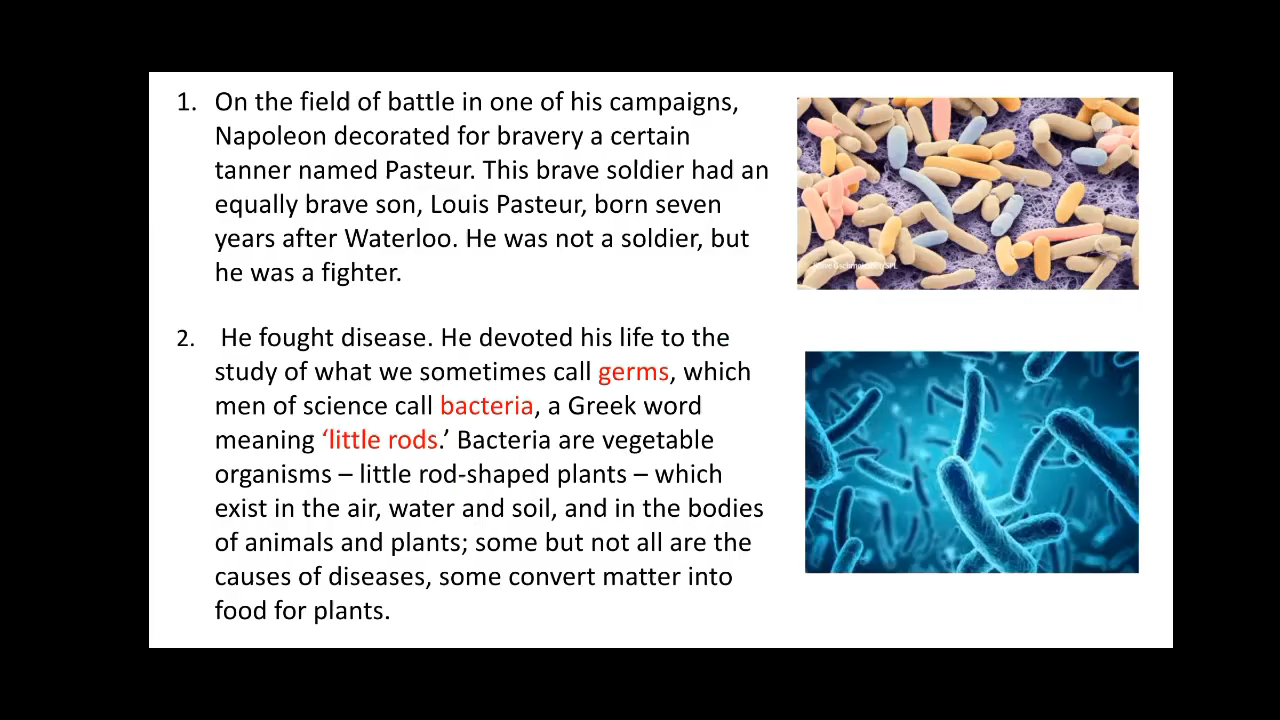 1. On the field of battle in one of his campaigns,
Napoleon decorated for bravery a certain
tanner named Pasteur. This brave soldier had an
equally brave son, Louis Pasteur, born seven
years after Waterloo. He was not a soldier, but
he was a fighter.
2. He fought disease. He devoted his life to the
study of what we sometimes call germs, which
men of science call bacteria, a Greek word
meaning ‘little rods.’ Bacteria are vegetable
organisms – little rod-shaped plants – which
exist in the air, water and soil, and in the bodies
of animals and plants; some but not all are the
causes of diseases, some convert matter into
food for plants.